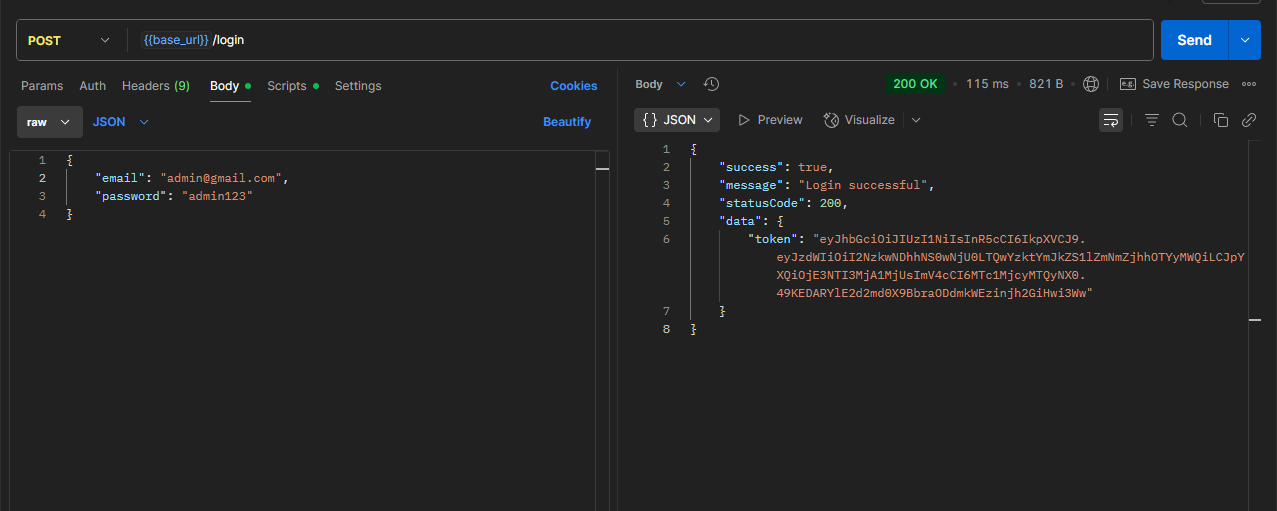 POST {{base_url}} /login Send
Params Auth Headers (9) Body Scripts Settings Cookies
raw JSON Beautify
1 {
2 "email": "admin@gmail.com",
3 "password": "admin123"
4 }
Body 200 OK 115 ms 821 B e.g. Save Response
{} JSON Preview Visualize
1 {
2 "success": true,
3 "message": "Login successful",
4 "statusCode": 200,
5 "data": {
6 "token": "eyJhbGciOiJIUzI1NiIsInR5cCI6IkpXVCJ9.
eyJzdWIiOiI2NzkwNDhhNS0wNjU0LTQwYzktYmJkZS1lZmNmZjhhOTYyMWQiLCJpY
XQiOjE3NTI3MjA1MjUsImV4cCI6MTc1MjcyMTQyNX0.
49KEDARYlE2d2md0X9BbraODdmkWEzinjh2GiHwi3Ww"
7 }
8 }